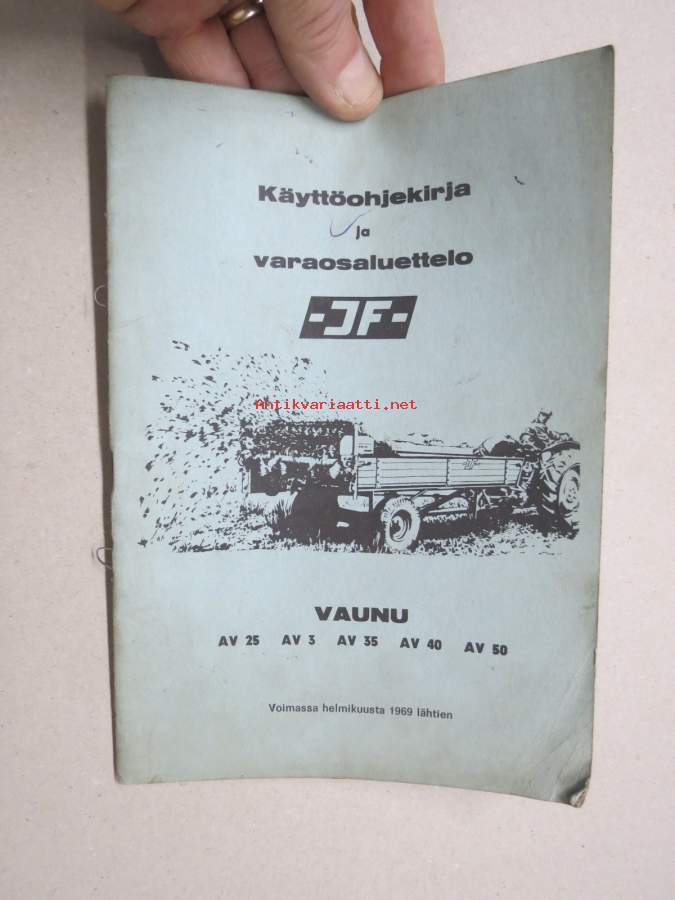 Käyttöohjekirja
ja
varaosaluettelo
-JF-
Antikvariaatti.net
-JF-
VAUNU
AV 25 AV 3 AV 35 AV 40 AV 50
Voimassa helmikuusta 1969 lähtien